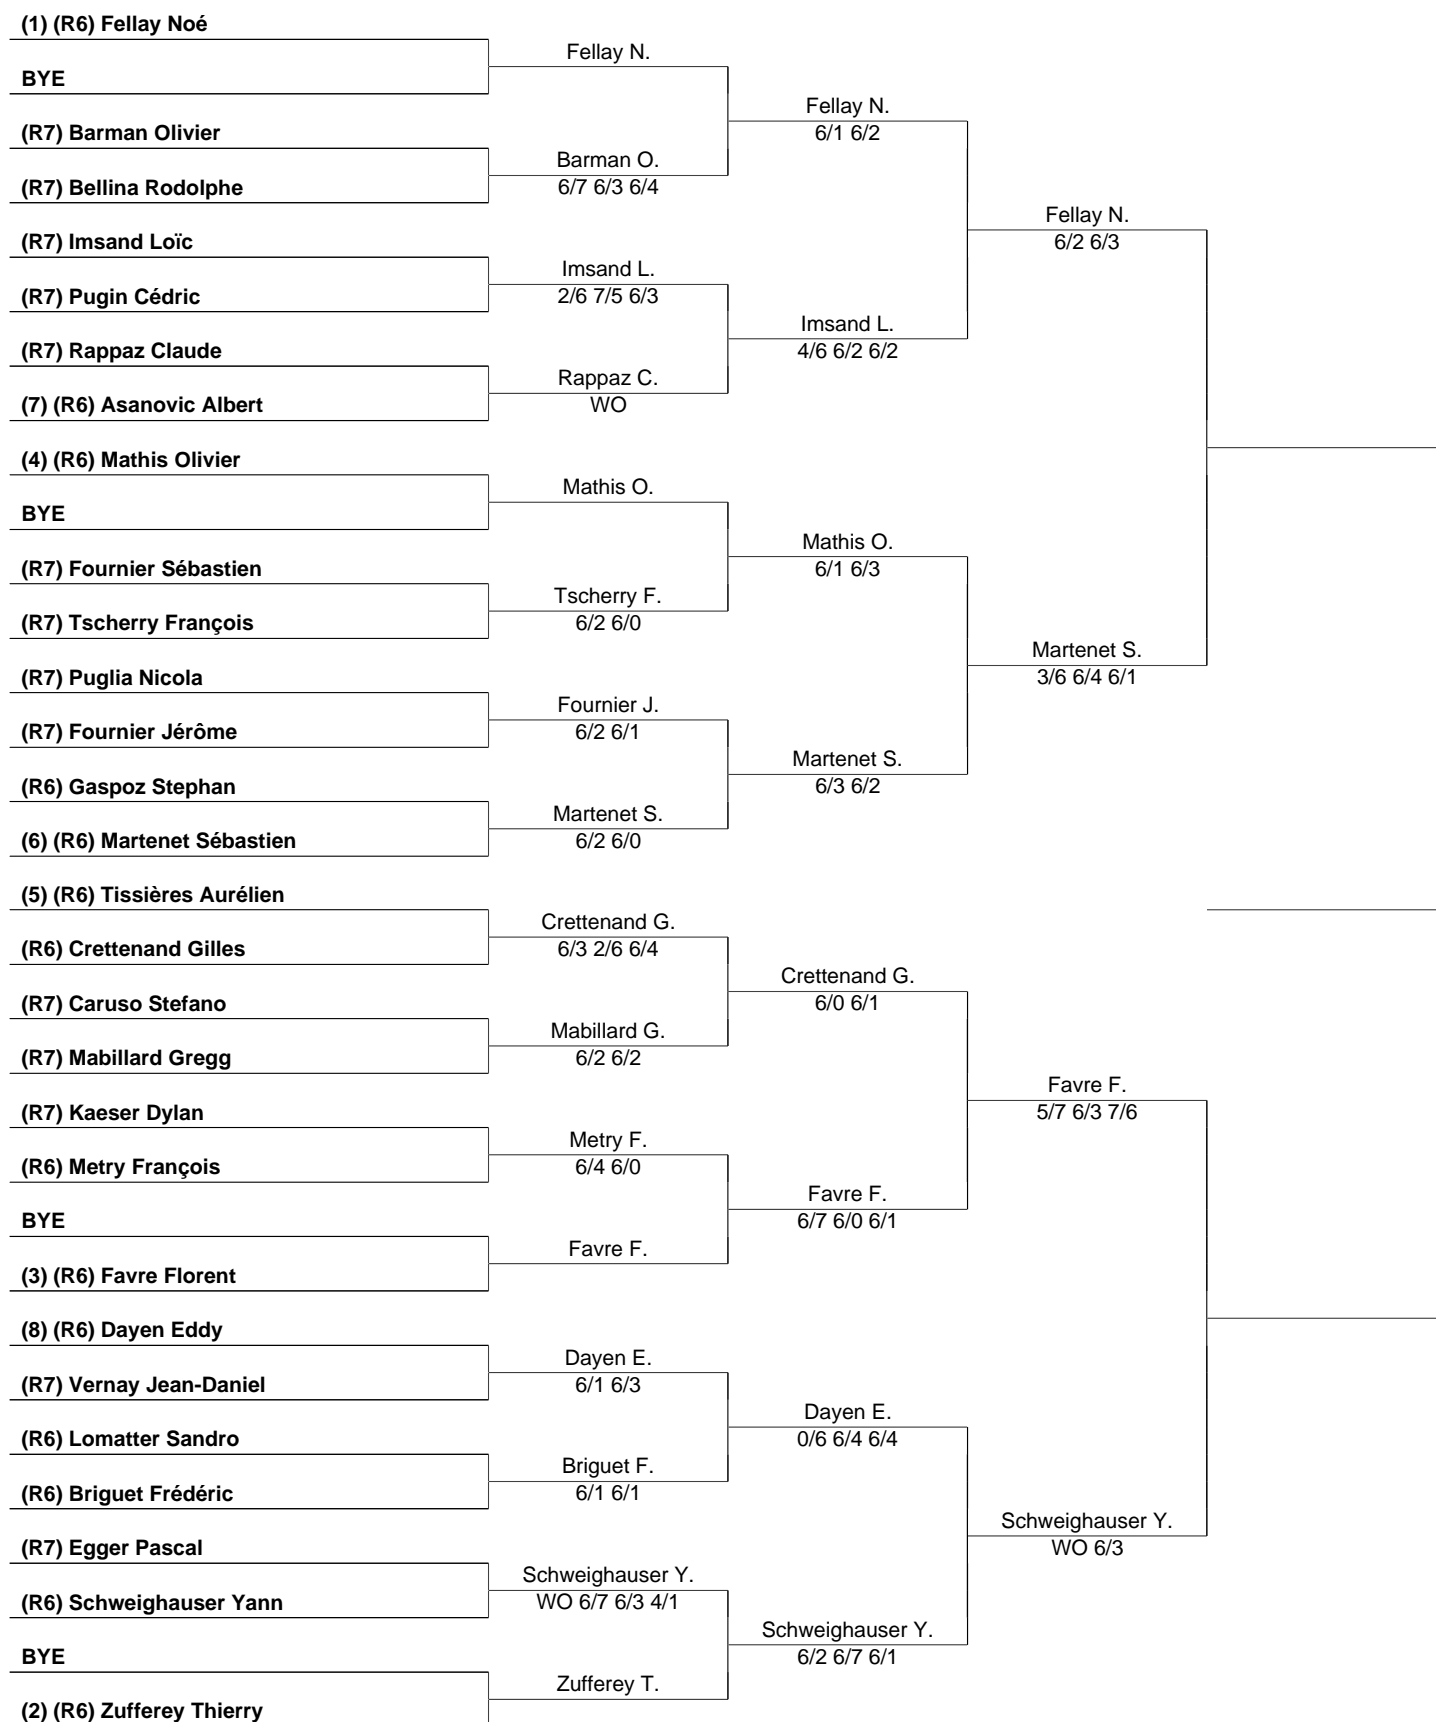 (1) (R6) Fellay Noé
BYE
(R7) Barman Olivier
(R7) Bellina Rodolphe
(R7) Imsand Loïc
(R7) Pugin Cédric
(R7) Rappaz Claude
(7) (R6) Asanovic Albert
(4) (R6) Mathis Olivier
BYE
(R7) Fournier Sébastien
(R7) Tscherry François
(R7) Puglia Nicola
(R7) Fournier Jérôme
(R6) Gaspoz Stephan
(6) (R6) Martenet Sébastien
(5) (R6) Tissières Aurélien
(R6) Crettenand Gilles
(R7) Caruso Stefano
(R7) Mabillard Gregg
(R7) Kaeser Dylan
(R6) Metry François
BYE
(3) (R6) Favre Florent
(8) (R6) Dayen Eddy
(R7) Vernay Jean-Daniel
(R6) Lomatter Sandro
(R6) Briguet Frédéric
(R7) Egger Pascal
(R6) Schweighauser Yann
BYE
(2) (R6) Zufferey Thierry
Fellay N.
Barman O.
6/7 6/3 6/4
Imsand L.
2/6 7/5 6/3
Rappaz C.
WO
Mathis O.
Tscherry F.
6/2 6/0
Fournier J.
6/2 6/1
Martenet S.
6/2 6/0
Crettenand G.
6/3 2/6 6/4
Mabillard G.
6/2 6/2
Metry F.
6/4 6/0
Favre F.
Dayen E.
6/1 6/3
Briguet F.
6/1 6/1
Schweighauser Y.
WO 6/7 6/3 4/1
Zufferey T.
Fellay N.
6/1 6/2
Imsand L.
4/6 6/2 6/2
Mathis O.
6/1 6/3
Martenet S.
6/3 6/2
Crettenand G.
6/0 6/1
Favre F.
6/7 6/0 6/1
Dayen E.
0/6 6/4 6/4
Schweighauser Y.
6/2 6/7 6/1
Fellay N.
6/2 6/3
Martenet S.
3/6 6/4 6/1
Favre F.
5/7 6/3 7/6
Schweighauser Y.
WO 6/3